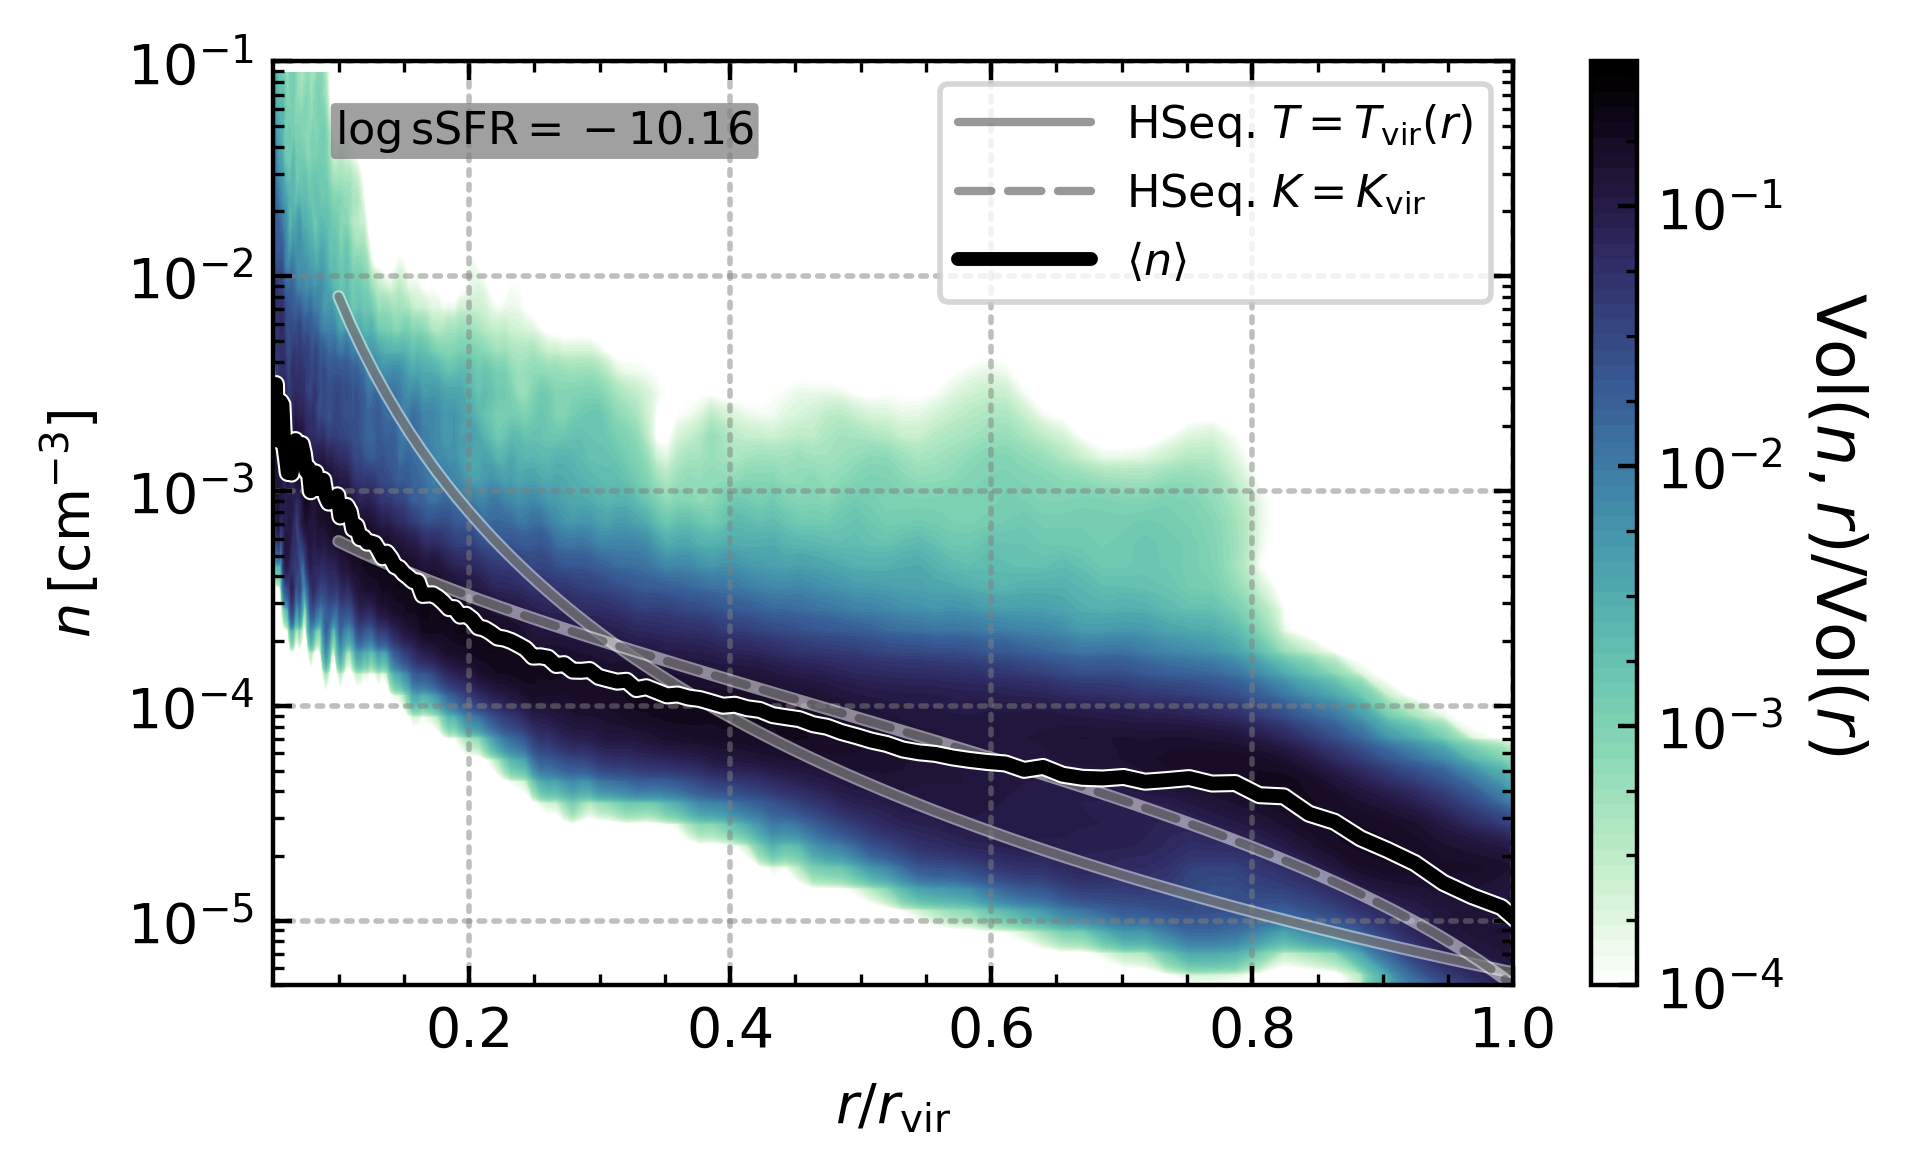 log sSFR = −10.16
HSeq. T = T_vir(r)
HSeq. K = K_vir
⟨n⟩
n [cm⁻³]
10⁻¹
10⁻²
10⁻³
10⁻⁴
10⁻⁵
0.2 0.4 0.6 0.8 1.0
r/r_vir
10⁻¹
10⁻²
10⁻³
10⁻⁴
Vol(n, r)/Vol(r)